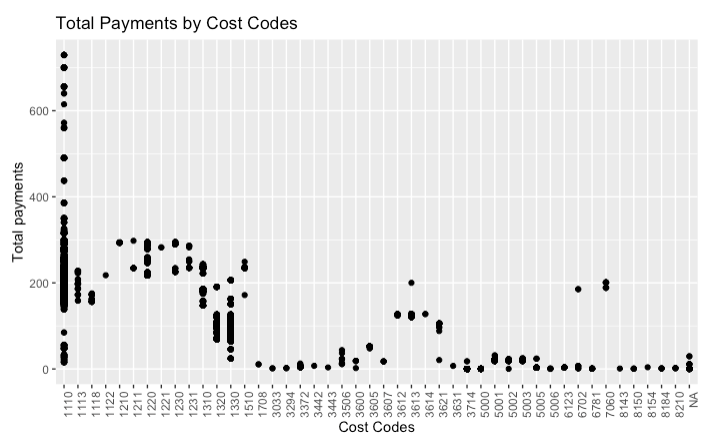 Total Payments by Cost Codes
Total payments
600
400
200
0
1110 1113 1118 1122 1210 1211 1220 1221 1230 1231 1310 1320 1330 1510 1708 3033 3294 3372 3442 3443 3506 3600 3605 3607 3612 3613 3614 3621 3631 3714 5000 5001 5002 5003 5005 5006 6123 6702 6781 7060 8143 8150 8154 8184 8210 NA
Cost Codes